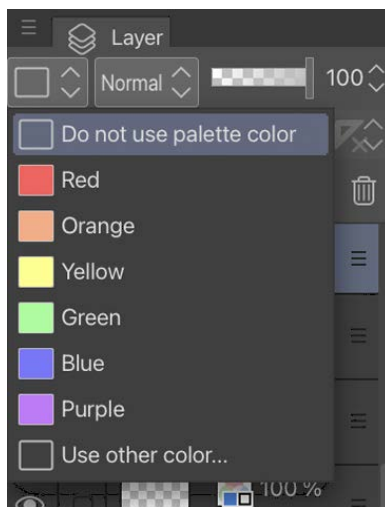 Layer
Normal 100
Do not use palette color
Red
Orange
Yellow
Green
Blue
Purple
Use other color...
100 %